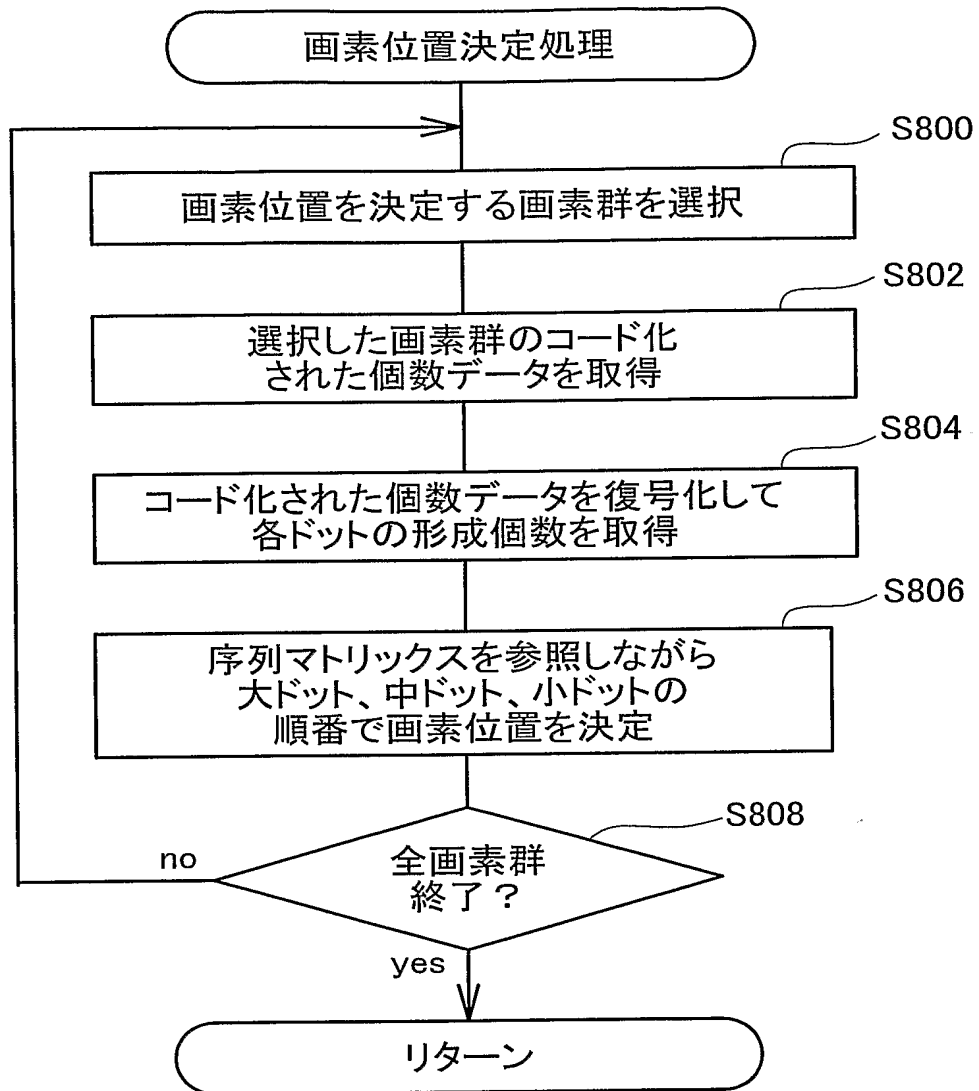 画素位置決定処理
S800
画素位置を決定する画素群を選択
S802
選択した画素群のコード化
された個数データを取得
S804
コード化された個数データを復号化して
各ドットの形成個数を取得
S806
序列マトリックスを参照しながら
大ドット、中ドット、小ドットの
順番で画素位置を決定
S808
no
全画素群
終了?
yes
リターン